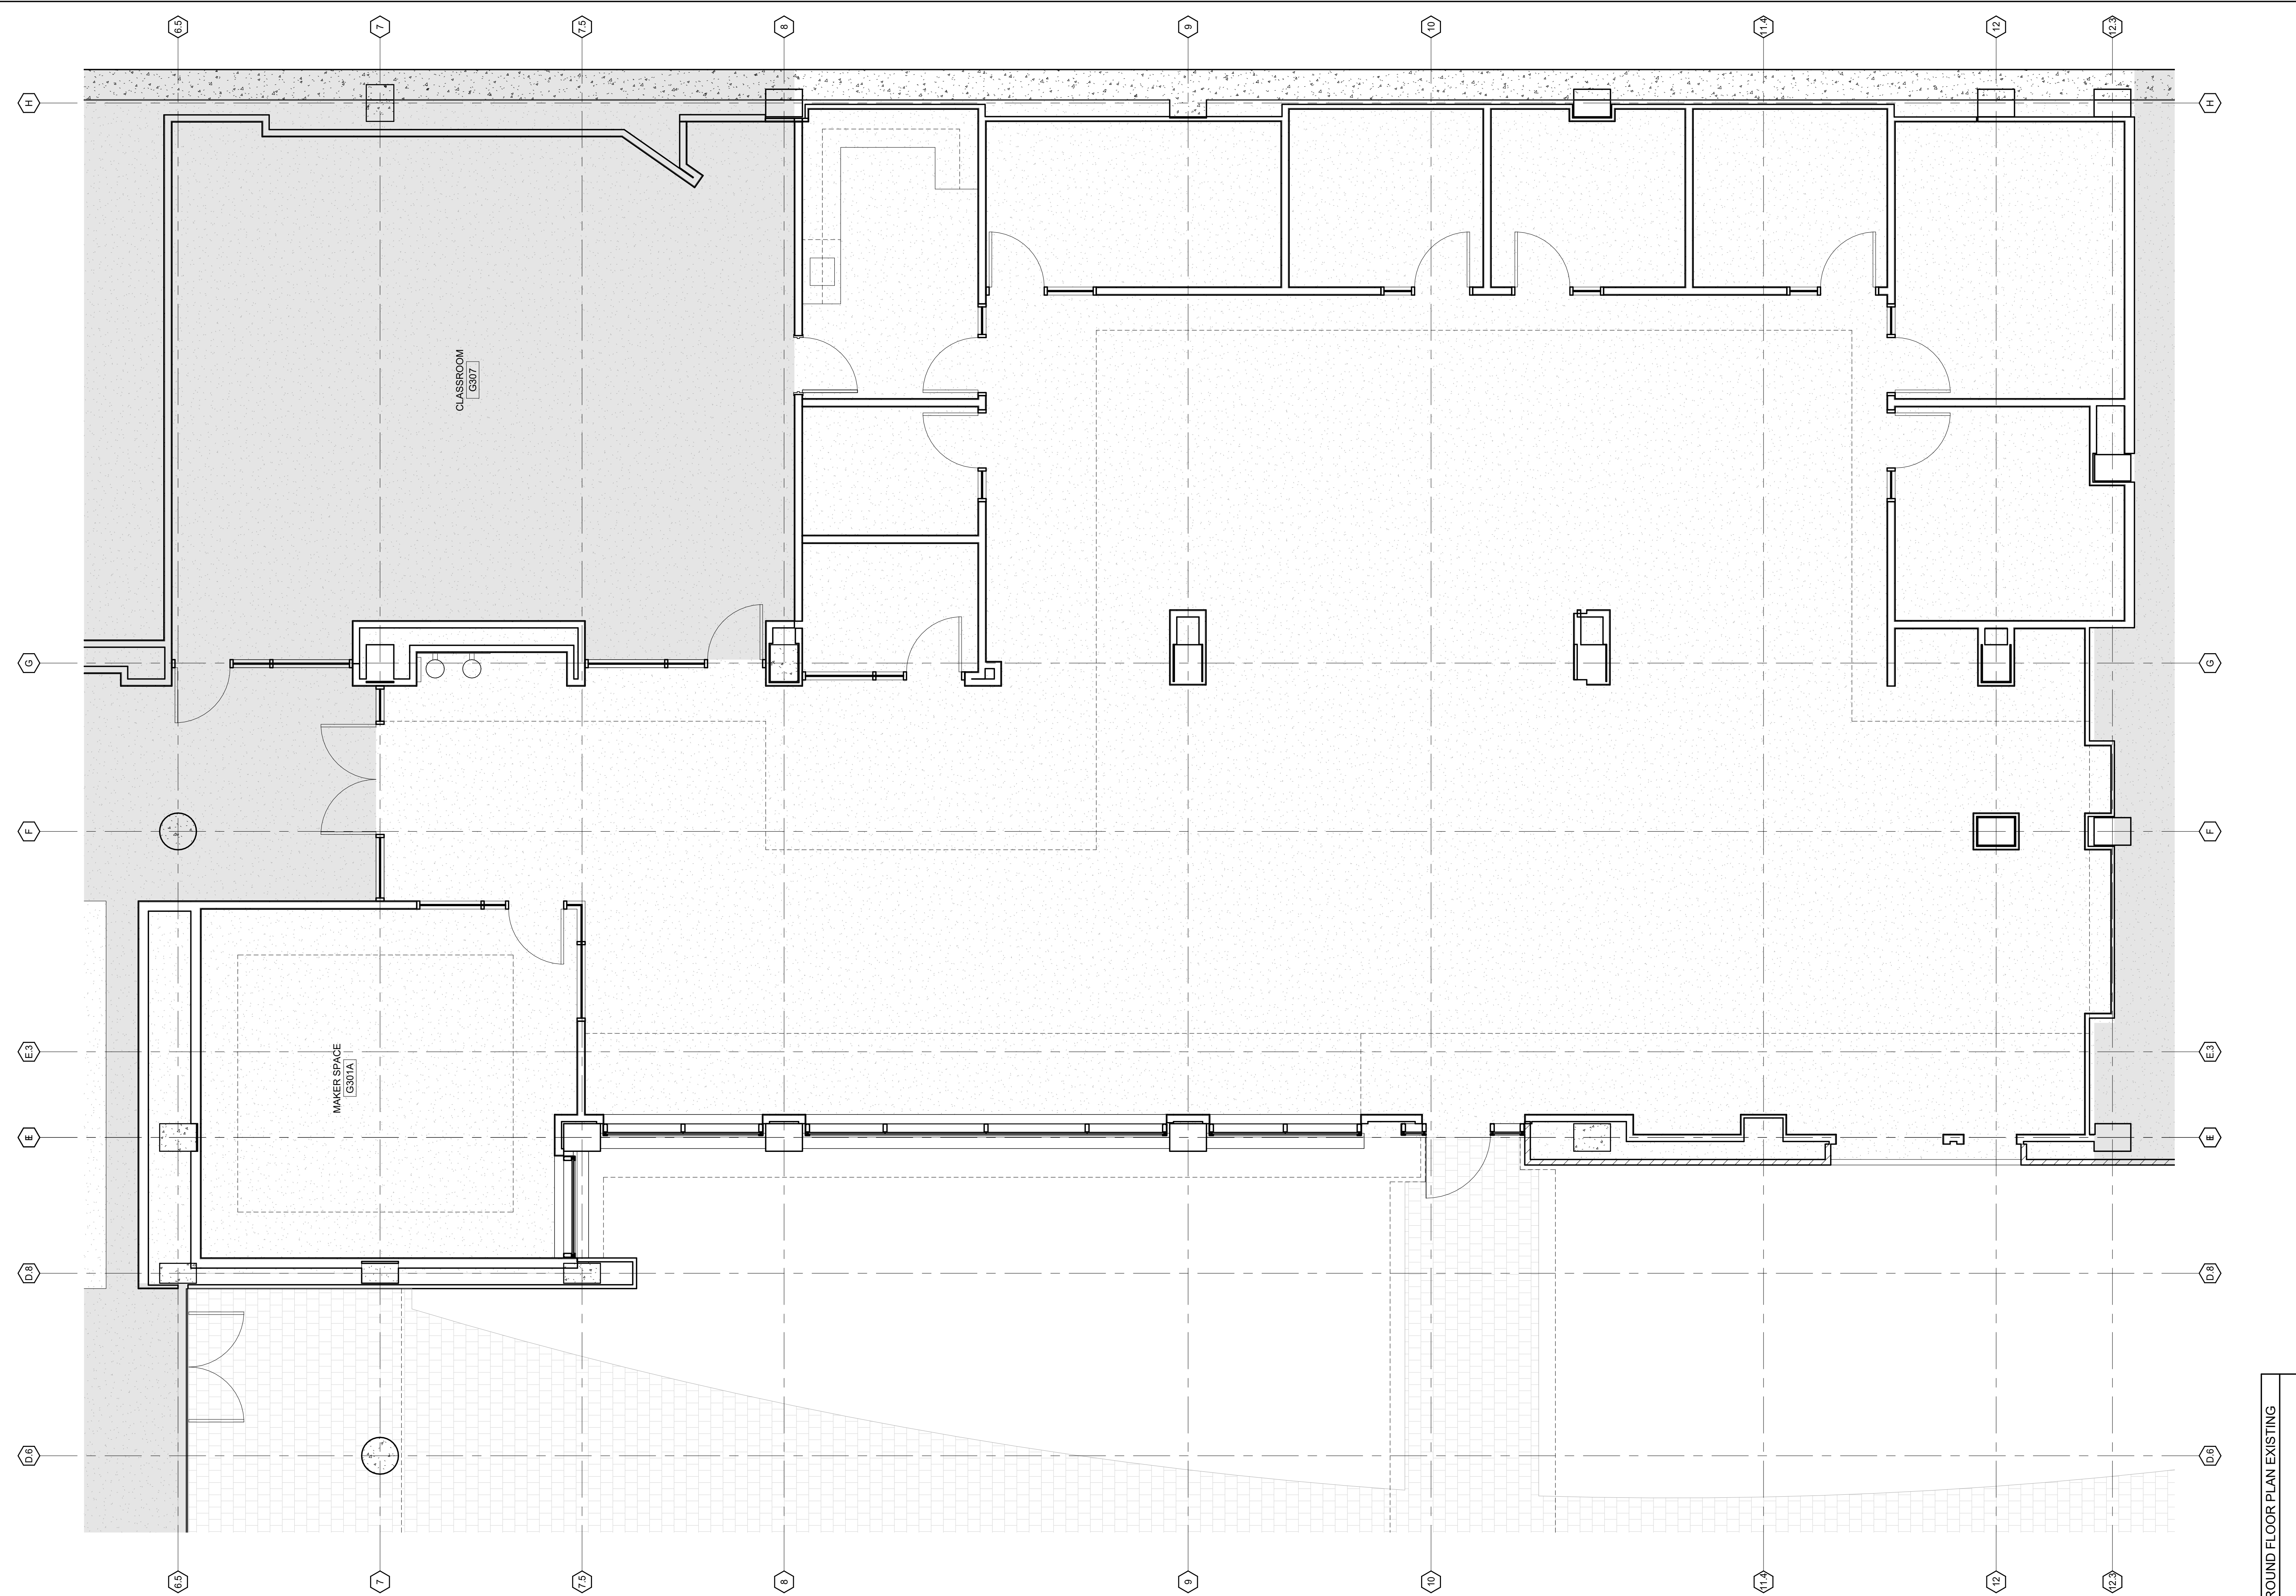 6.5
7
7.5
8
9
10
11.4
12
12.3
H
H
CLASSROOM
G307
G
G
F
F
E.3
E.3
MAKER SPACE
G301A
E
E
D.8
D.8
D.6
D.6
6.5
7
7.5
8
9
10
11.4
12
12.3
ROUND FLOOR PLAN EXISTING